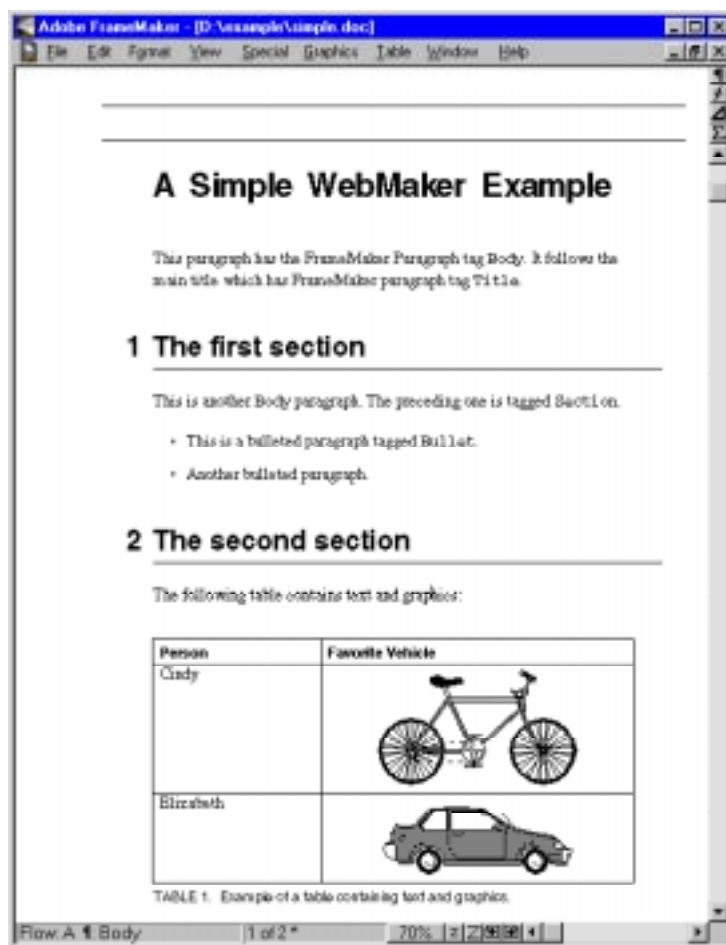 Adobe FrameMaker - [D:\example\simple.doc]
File Edit Format View Special Graphics Table Window Help
A Simple WebMaker Example
This paragraph has the FrameMaker Paragraph tag Body. It follows the
main title which has FrameMaker paragraph tag Title.
1 The first section
This is another Body paragraph. The preceding one is tagged Section.
• This is a bulleted paragraph tagged Bullet.
• Another bulleted paragraph.
2 The second section
The following table contains text and graphics:
Person Favorite Vehicle
Cindy
Elizabeth
TABLE 1. Example of a table containing text and graphics.
Flow: A ¶: Body 1 of 2 * 70%